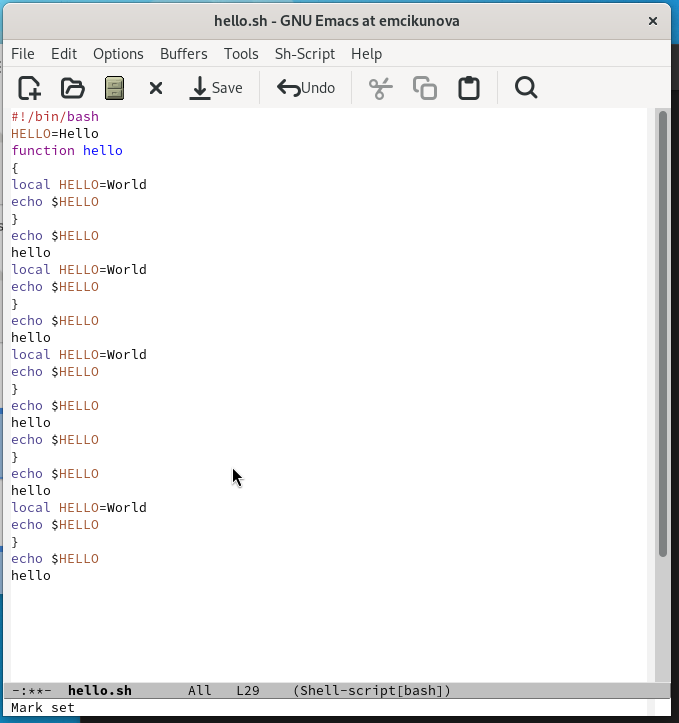 hello.sh - GNU Emacs at emcikunova ×
File Edit Options Buffers Tools Sh-Script Help
Save Undo
#!/bin/bash
HELLO=Hello
function hello
{
local HELLO=World
echo $HELLO
}
echo $HELLO
hello
local HELLO=World
echo $HELLO
}
echo $HELLO
hello
local HELLO=World
echo $HELLO
}
echo $HELLO
hello
echo $HELLO
}
echo $HELLO
hello
local HELLO=World
echo $HELLO
}
echo $HELLO
hello
-:**- hello.sh All L29 (Shell-script[bash])
Mark set